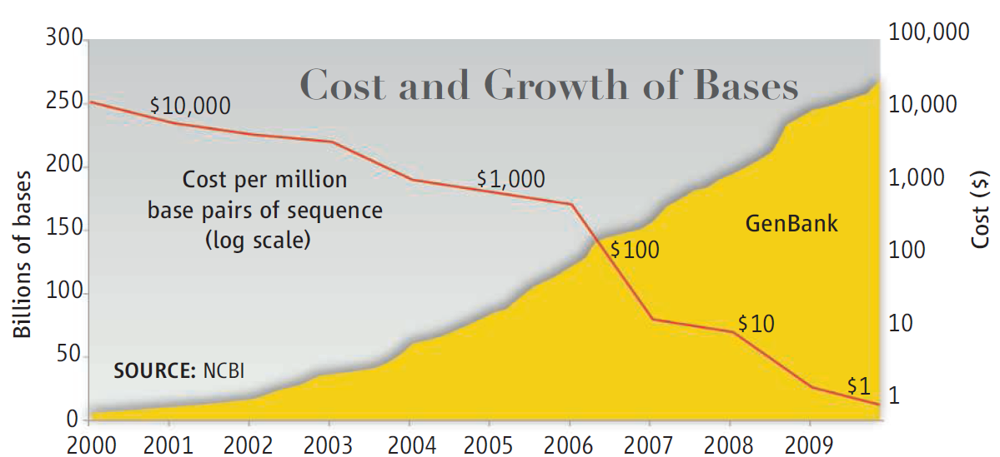 Cost and Growth of Bases
Billions of bases
300
250
200
150
100
50
0
100,000
10,000
1,000
100
10
1
Cost ($)
$10,000
$1,000
$100
$10
$1
Cost per million
base pairs of sequence
(log scale)
GenBank
SOURCE: NCBI
2000 2001 2002 2003 2004 2005 2006 2007 2008 2009